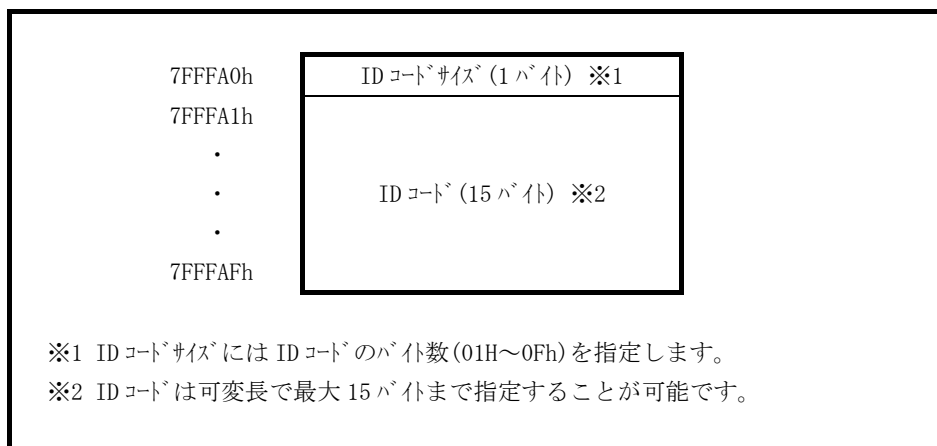 7FFFA0h IDｺｰﾄﾞｻｲｽﾞ(1ﾊﾞｲﾄ) ※1
7FFFA1h
・
・ IDｺｰﾄﾞ(15ﾊﾞｲﾄ) ※2
・
7FFFAFh
※1 IDｺｰﾄﾞｻｲｽﾞにはIDｺｰﾄﾞのﾊﾞｲﾄ数(01H～0Fh)を指定します。
※2 IDｺｰﾄﾞは可変長で最大15ﾊﾞｲﾄまで指定することが可能です。